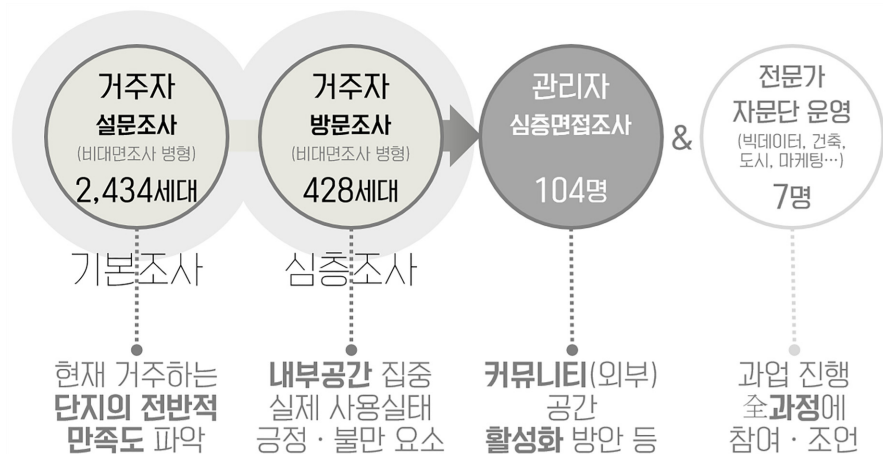 거주자
설문조사
(비대면조사 병형)
2,434세대
기본조사
현재 거주하는
단지의 전반적
만족도 파악
거주자
방문조사
(비대면조사 병형)
428세대
심층조사
내부공간 집중
실제 사용실태
긍정 · 불만 요소
관리자
심층면접조사
104명
커뮤니티(외부)
공간
활성화 방안 등
&
전문가
자문단 운영
(빅데이터, 건축,
도시, 마케팅…)
7명
과업 진행
全과정에
참여 · 조언